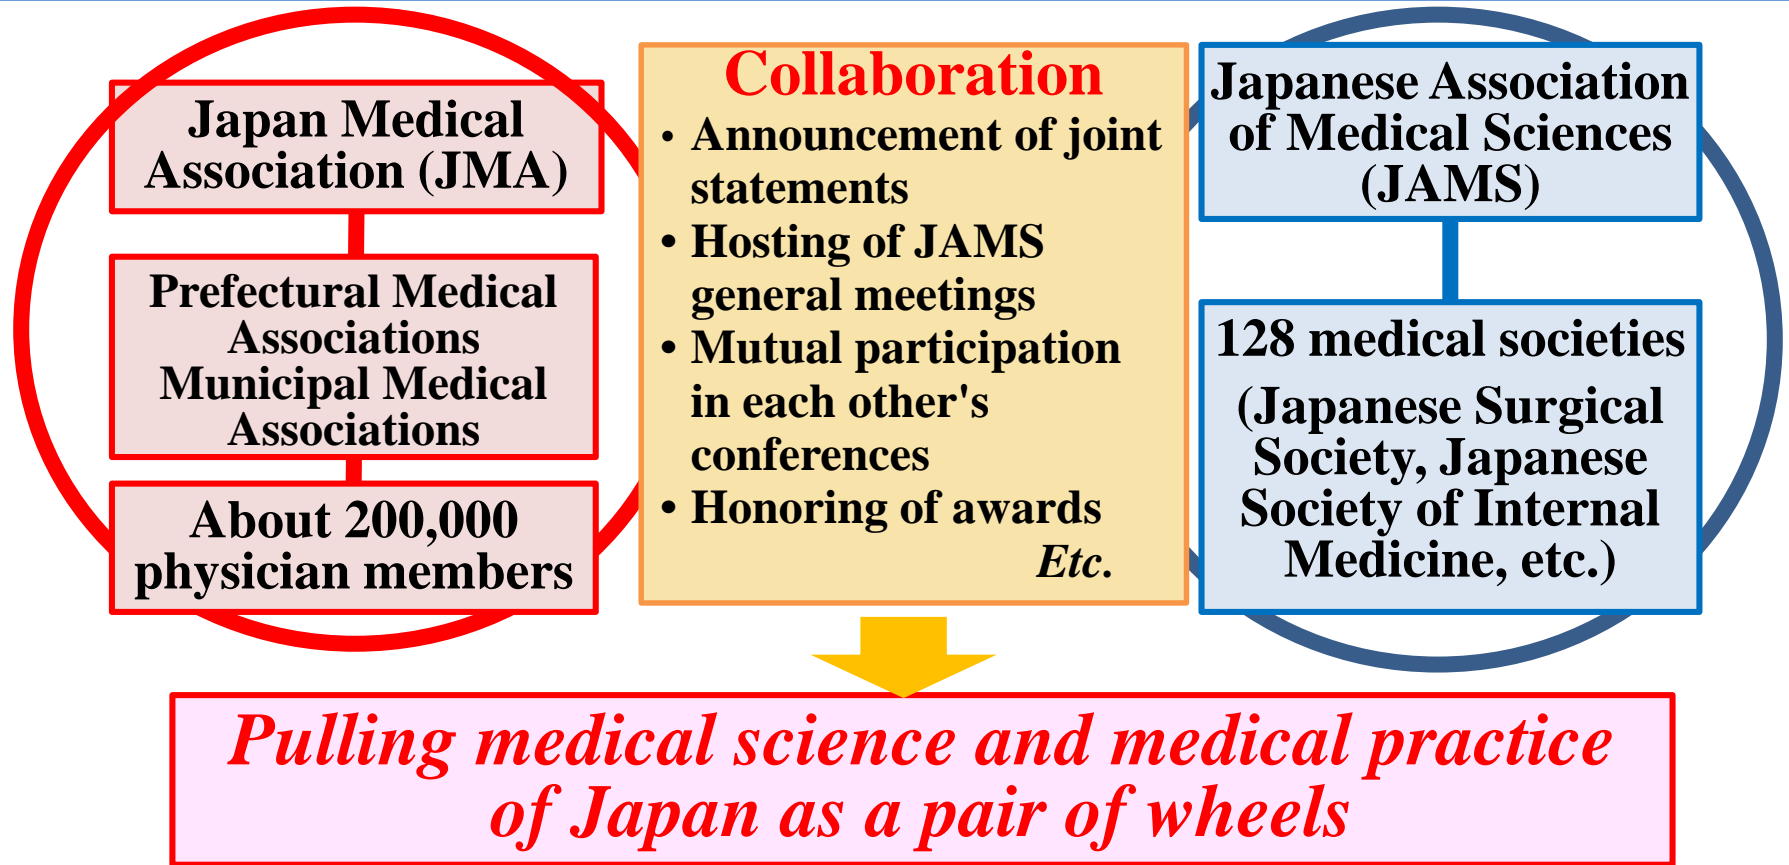 Japan Medical
Association (JMA)
Prefectural Medical
Associations
Municipal Medical
Associations
About 200,000
physician members
Collaboration
• Announcement of joint
statements
• Hosting of JAMS
general meetings
• Mutual participation
in each other's
conferences
• Honoring of awards
Etc.
Japanese Association
of Medical Sciences
(JAMS)
128 medical societies
(Japanese Surgical
Society, Japanese
Society of Internal
Medicine, etc.)
Pulling medical science and medical practice
of Japan as a pair of wheels